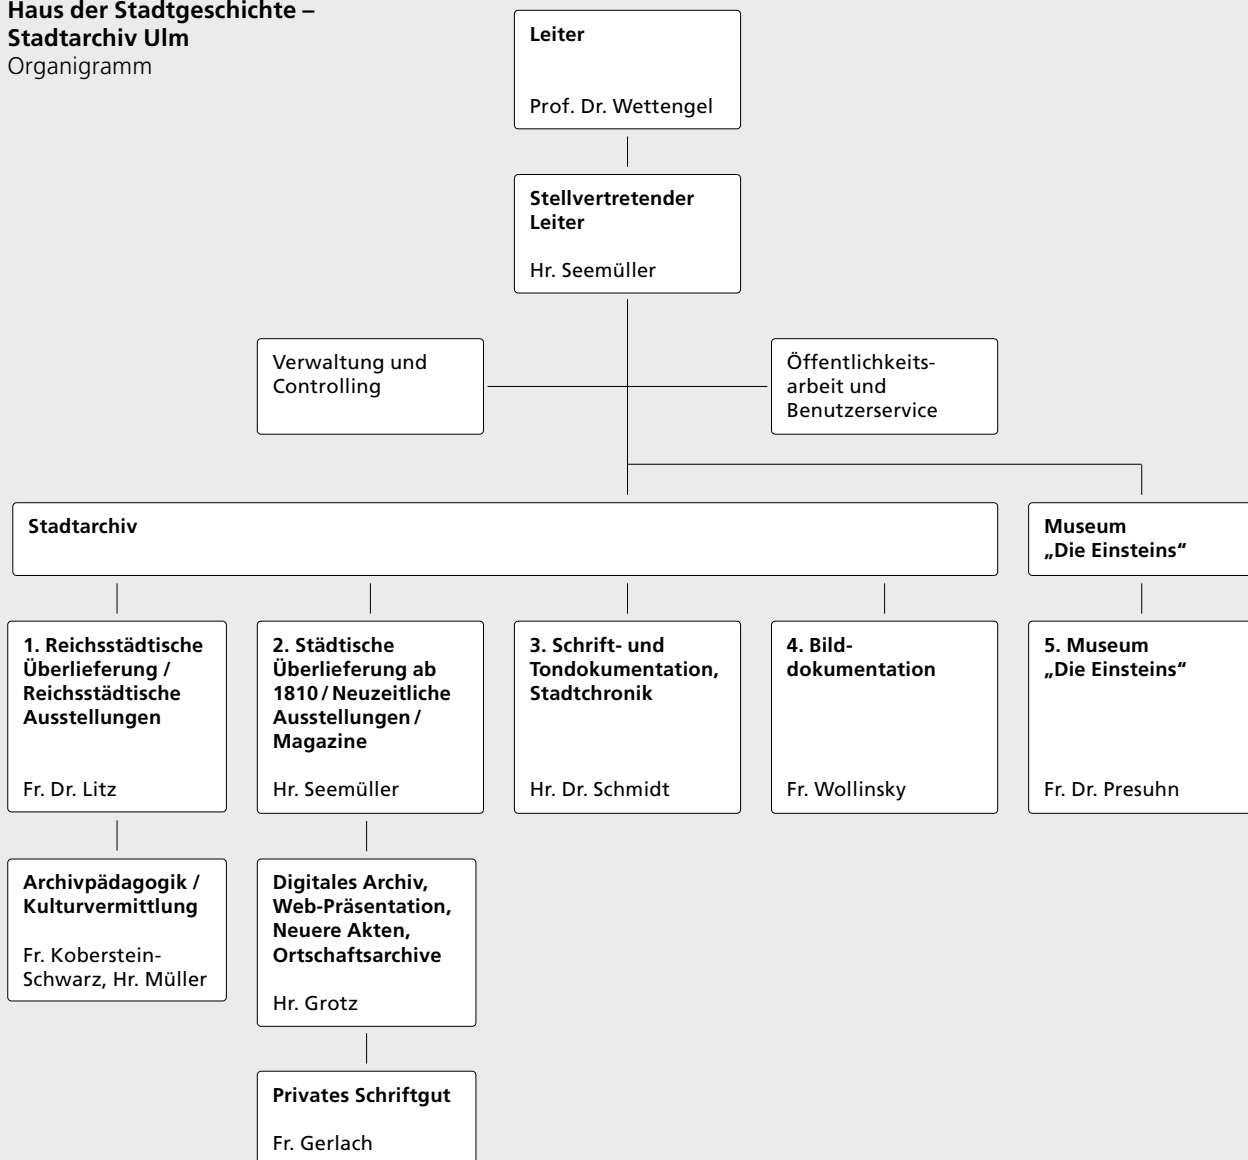 Haus der Stadtgeschichte –
Stadtarchiv Ulm
Organigramm
Leiter
Prof. Dr. Wettengel
Stellvertretender
Leiter
Hr. Seemüller
Verwaltung und
Controlling
Öffentlichkeits-
arbeit und
Benutzerservice
Stadtarchiv
Museum
„Die Einsteins“
1. Reichsstädtische
Überlieferung /
Reichsstädtische
Ausstellungen
Fr. Dr. Litz
2. Städtische
Überlieferung ab
1810 / Neuzeitliche
Ausstellungen /
Magazine
Hr. Seemüller
3. Schrift- und
Tondokumentation,
Stadtchronik
Hr. Dr. Schmidt
4. Bild-
dokumentation
Fr. Wollinsky
5. Museum
„Die Einsteins“
Fr. Dr. Presuhn
Archivpädagogik /
Kulturvermittlung
Fr. Koberstein-
Schwarz, Hr. Müller
Digitales Archiv,
Web-Präsentation,
Neuere Akten,
Ortschaftsarchive
Hr. Grotz
Privates Schriftgut
Fr. Gerlach